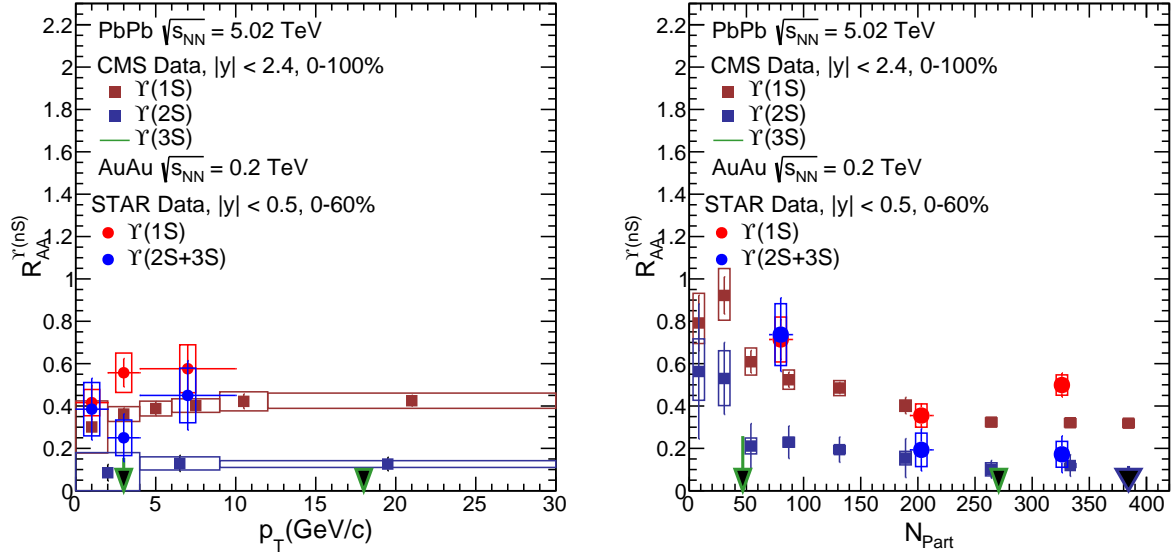 PbPb √s_NN = 5.02 TeV
CMS Data, |y| < 2.4, 0-100%
ϒ(1S)
ϒ(2S)
ϒ(3S)
AuAu √s_NN = 0.2 TeV
STAR Data, |y| < 0.5, 0-60%
ϒ(1S)
ϒ(2S+3S)
R_AA^ϒ(nS)
2.2
2
1.8
1.6
1.4
1.2
1
0.8
0.6
0.4
0.2
0
0 5 10 15 20 25 30
p_T(GeV/c)
PbPb √s_NN = 5.02 TeV
CMS Data, |y| < 2.4, 0-100%
ϒ(1S)
ϒ(2S)
ϒ(3S)
AuAu √s_NN = 0.2 TeV
STAR Data, |y| < 0.5, 0-60%
ϒ(1S)
ϒ(2S+3S)
R_AA^ϒ(nS)
2.2
2
1.8
1.6
1.4
1.2
1
0.8
0.6
0.4
0.2
0
0 50 100 150 200 250 300 350 400
N_Part